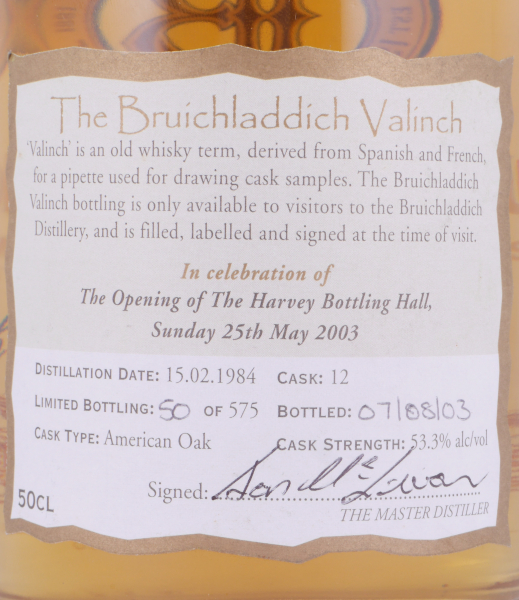 The Bruichladdich Valinch
'Valinch' is an old whisky term, derived from Spanish and French,
for a pipette used for drawing cask samples. The Bruichladdich
Valinch bottling is only available to visitors to the Bruichladdich
Distillery, and is filled, labelled and signed at the time of visit.
In celebration of
The Opening of The Harvey Bottling Hall,
Sunday 25th May 2003
DISTILLATION DATE: 15.02.1984 CASK: 12
LIMITED BOTTLING: 50 OF 575 BOTTLED: 07/08/03
CASK TYPE: American Oak CASK STRENGTH: 53.3% alc/vol
Signed:
50CL THE MASTER DISTILLER